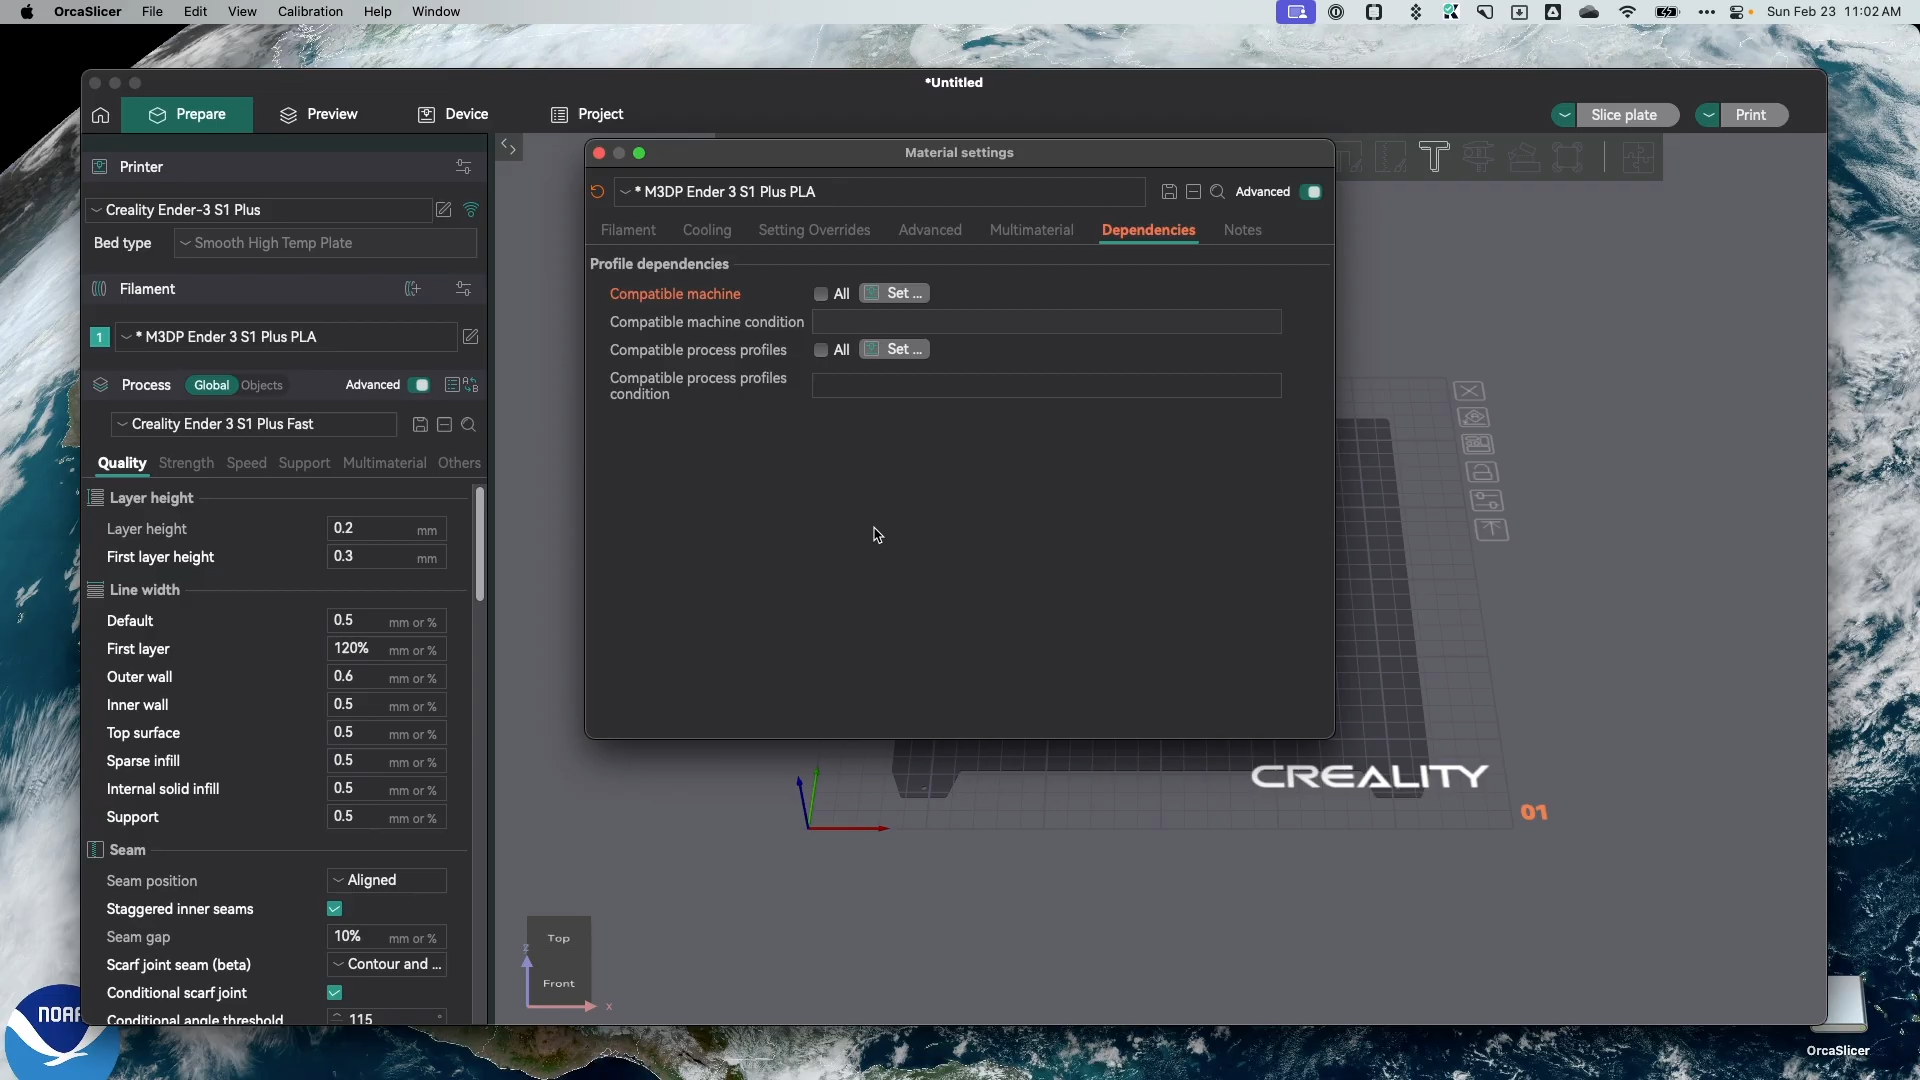 OrcaSlicer File Edit View Calibration Help Window Sun Feb 23 11:02 AM
*Untitled
Prepare Preview Device Project Slice plate Print
Material settings
Printer
* M3DP Ender 3 S1 Plus PLA Advanced
Creality Ender-3 S1 Plus
Filament Cooling Setting Overrides Advanced Multimaterial Dependencies Notes
Bed type Smooth High Temp Plate
Profile dependencies
Compatible machine All Set ...
Compatible machine condition
Compatible process profiles All Set ...
Compatible process profiles
condition
Filament
1 * M3DP Ender 3 S1 Plus PLA
Process Global Objects Advanced
Creality Ender 3 S1 Plus Fast
Quality Strength Speed Support Multimaterial Others
Layer height
Layer height 0.2 mm
First layer height 0.3 mm
Line width
Default 0.5 mm or %
First layer 120% mm or %
Outer wall 0.6 mm or %
Inner wall 0.5 mm or %
Top surface 0.5 mm or %
Sparse infill 0.5 mm or %
Internal solid infill 0.5 mm or %
Support 0.5 mm or %
Seam
Seam position Aligned
Staggered inner seams
Seam gap 10% mm or %
Scarf joint seam (beta) Contour and ...
Conditional scarf joint
Conditional angle threshold 115 °
CREALITY
01
Top
Front
z
x
NOAA
OrcaSlicer